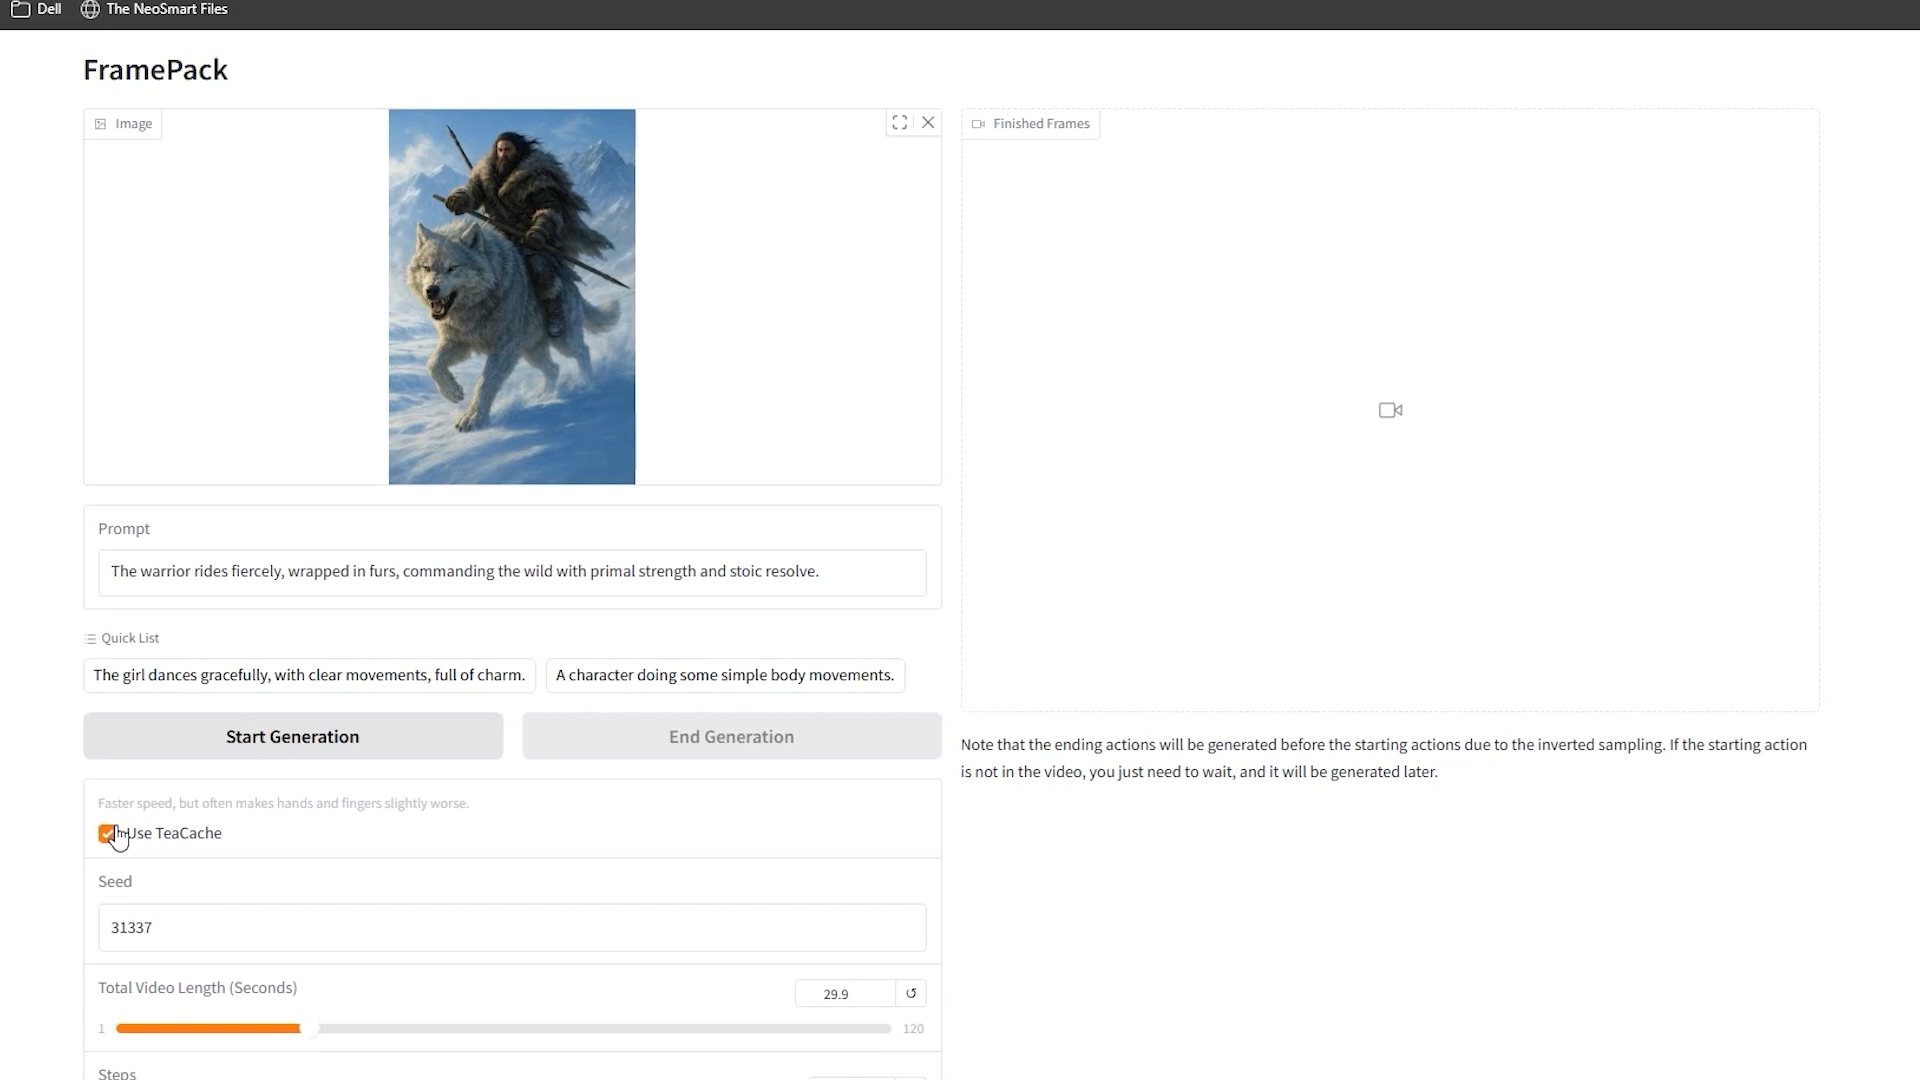 Dell
The NeoSmart Files
FramePack
Image
Finished Frames
Prompt
The warrior rides fiercely, wrapped in furs, commanding the wild with primal strength and stoic resolve.
Quick List
The girl dances gracefully, with clear movements, full of charm.
A character doing some simple body movements.
Start Generation
End Generation
Note that the ending actions will be generated before the starting actions due to the inverted sampling. If the starting action
is not in the video, you just need to wait, and it will be generated later.
Faster speed, but often makes hands and fingers slightly worse.
Use TeaCache
Seed
31337
Total Video Length (Seconds)
29.9
1
120
Steps